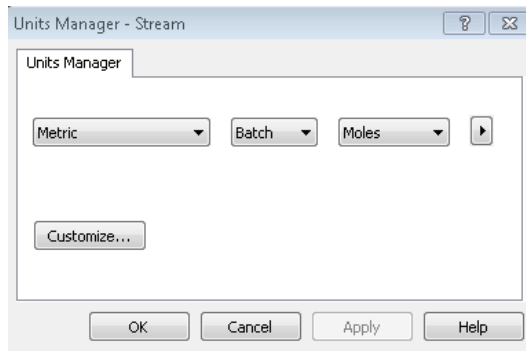 Units Manager - Stream
Units Manager
Metric Batch Moles
Customize...
OK Cancel Apply Help